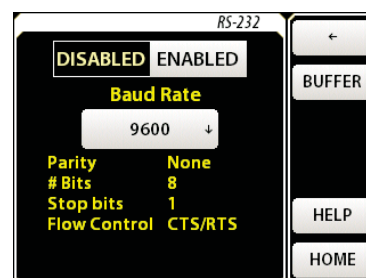 RS-232
←
DISABLED ENABLED
BUFFER
Baud Rate
9600 ↓
Parity None
# Bits 8
Stop bits 1
Flow Control CTS/RTS
HELP
HOME